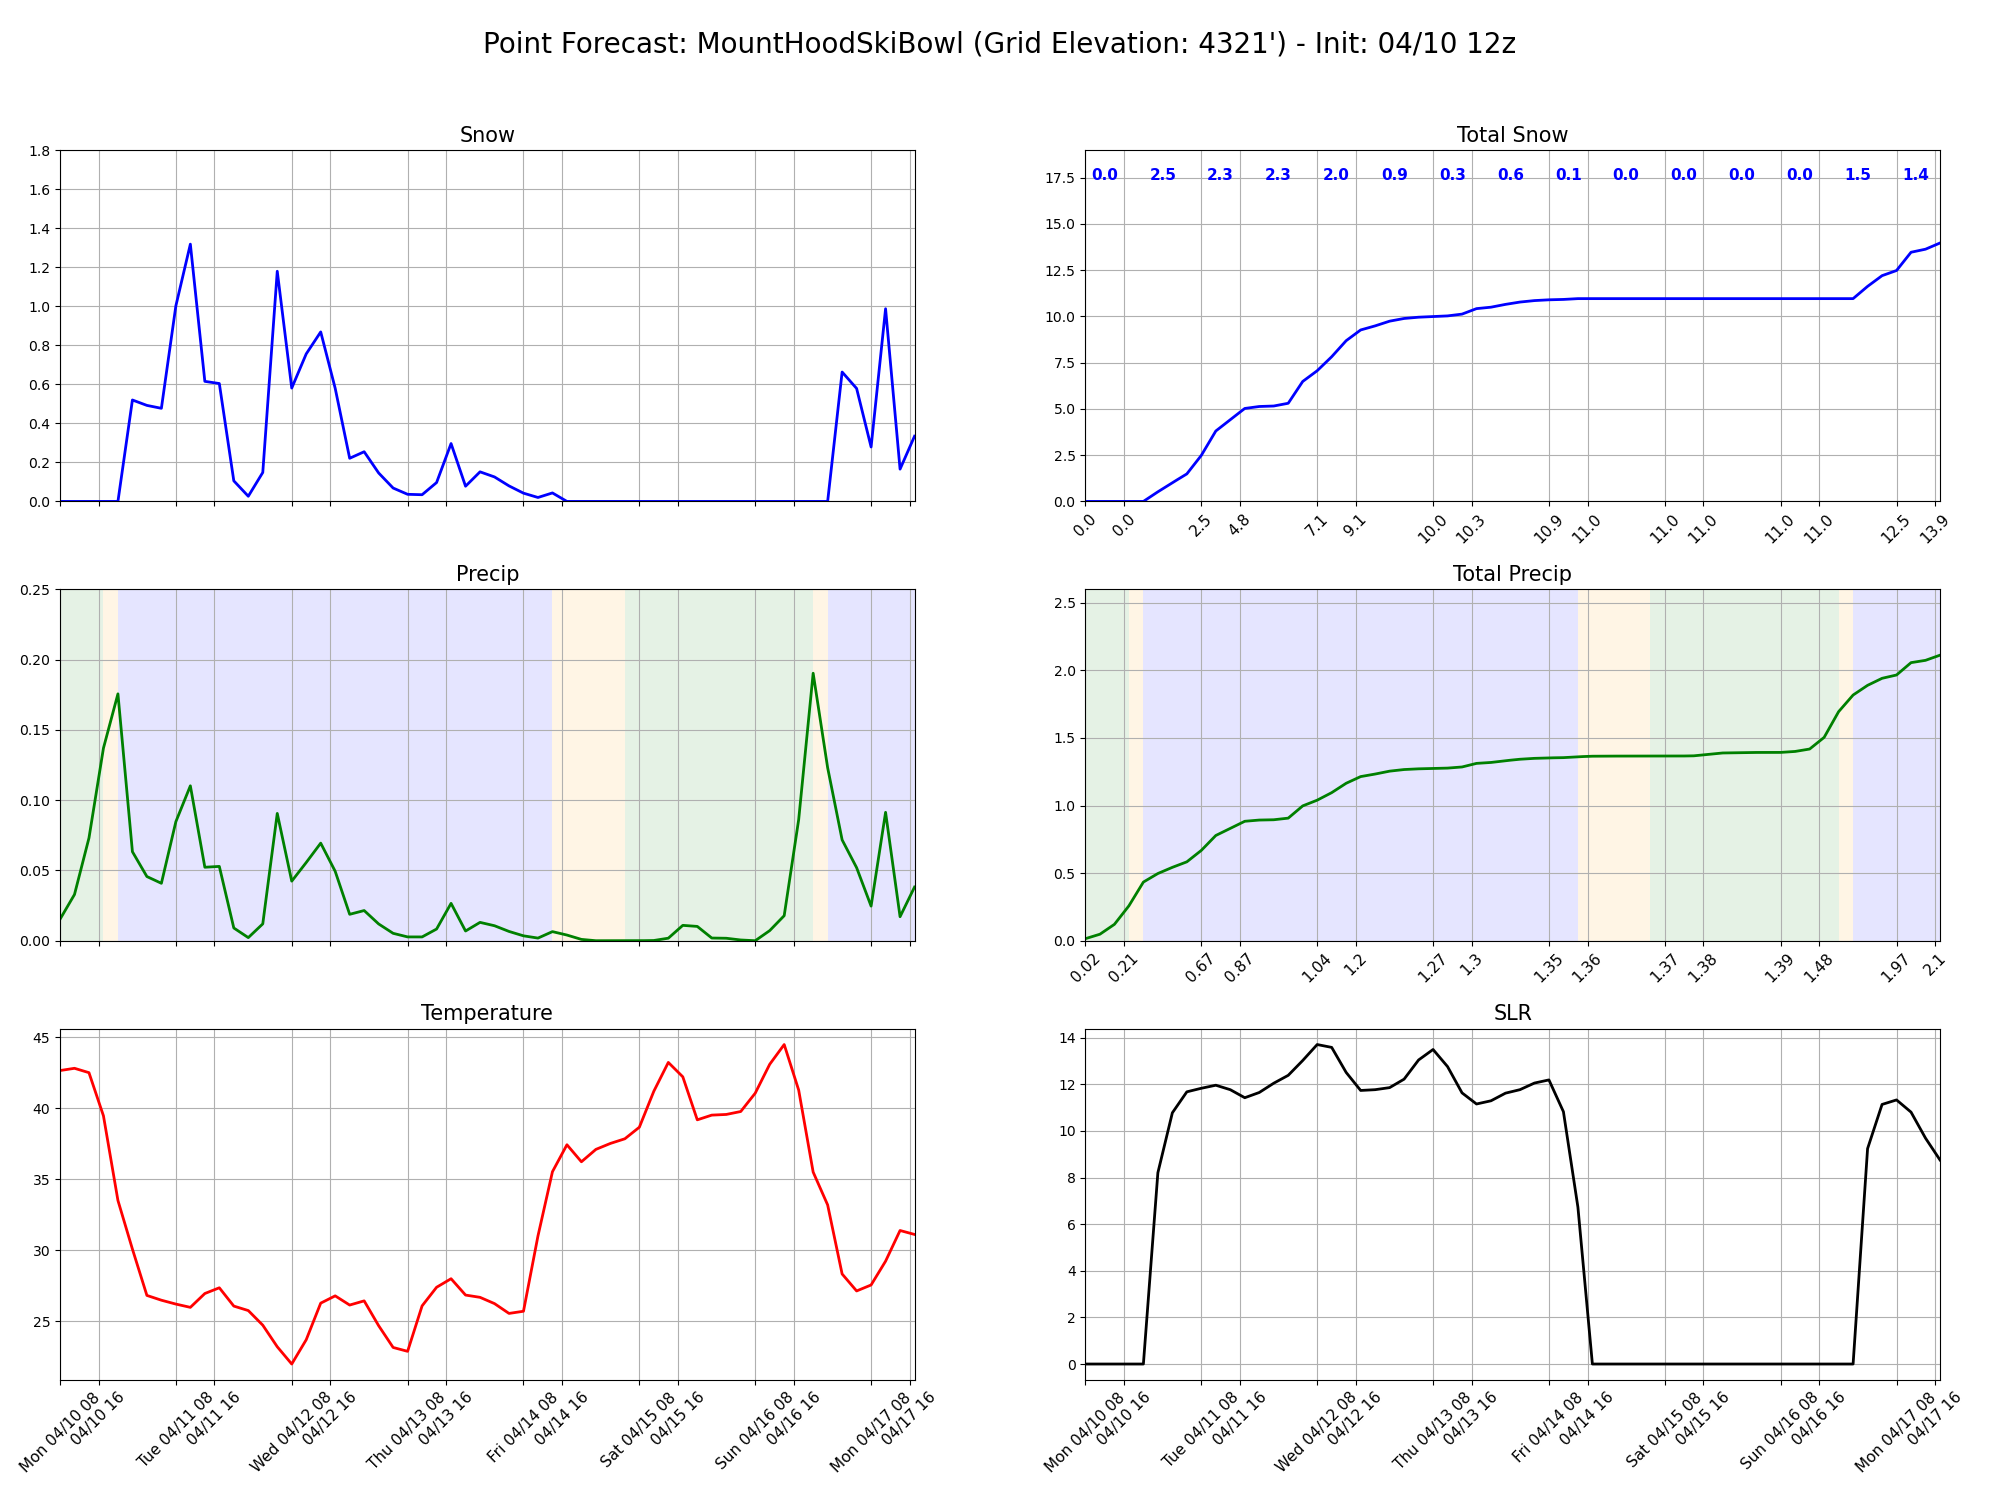 Point Forecast: MountHoodSkiBowl (Grid Elevation: 4321') - Init: 04/10 12z
Snow
1.8
1.6
1.4
1.2
1.0
0.8
0.6
0.4
0.2
0.0
Total Snow
0.0 2.5 2.3 2.3 2.0 0.9 0.3 0.6 0.1 0.0 0.0 0.0 0.0 1.5 1.4
17.5
15.0
12.5
10.0
7.5
5.0
2.5
0.0
0.0 0.0 2.5 4.8 7.1 9.1 10.0 10.3 10.9 11.0 11.0 11.0 11.0 11.0 12.5 13.9
Precip
0.25
0.20
0.15
0.10
0.05
0.00
Total Precip
2.5
2.0
1.5
1.0
0.5
0.0
0.02 0.21 0.67 0.87 1.04 1.2 1.27 1.3 1.35 1.36 1.37 1.38 1.39 1.48 1.97 2.1
Temperature
45
40
35
30
25
Mon 04/10 08
04/10 16
Tue 04/11 08
04/11 16
Wed 04/12 08
04/12 16
Thu 04/13 08
04/13 16
Fri 04/14 08
04/14 16
Sat 04/15 08
04/15 16
Sun 04/16 08
04/16 16
Mon 04/17 08
04/17 16
SLR
14
12
10
8
6
4
2
0
Mon 04/10 08
04/10 16
Tue 04/11 08
04/11 16
Wed 04/12 08
04/12 16
Thu 04/13 08
04/13 16
Fri 04/14 08
04/14 16
Sat 04/15 08
04/15 16
Sun 04/16 08
04/16 16
Mon 04/17 08
04/17 16